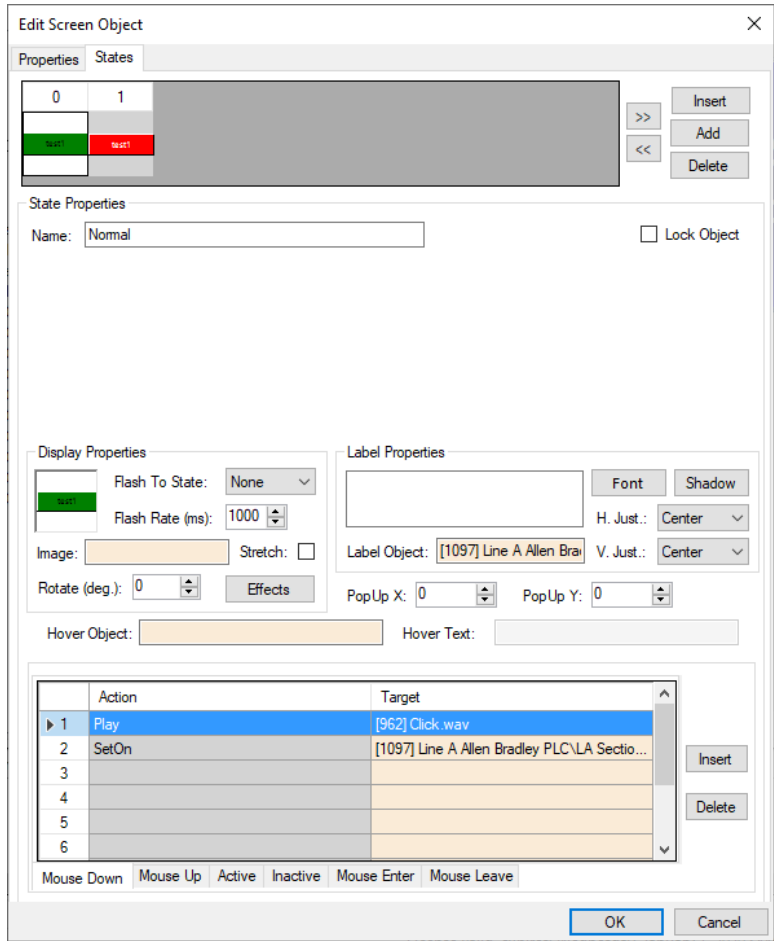 Edit Screen Object
Properties States
0 1
test1 test1
>>
<<
Insert
Add
Delete
State Properties
Name: Normal
Lock Object
Display Properties
test1
Flash To State: None
Flash Rate (ms): 1000
Image:
Stretch:
Rotate (deg.): 0
Effects
Label Properties
Font Shadow
H. Just.: Center
Label Object: [1097] Line A Allen Bra
V. Just.: Center
PopUp X: 0
PopUp Y: 0
Hover Object:
Hover Text:
Action Target
1 Play [962] Click.wav
2 SetOn [1097] Line A Allen Bradley PLC\LA Sectio...
3
4
5
6
Insert
Delete
Mouse Down Mouse Up Active Inactive Mouse Enter Mouse Leave
OK Cancel